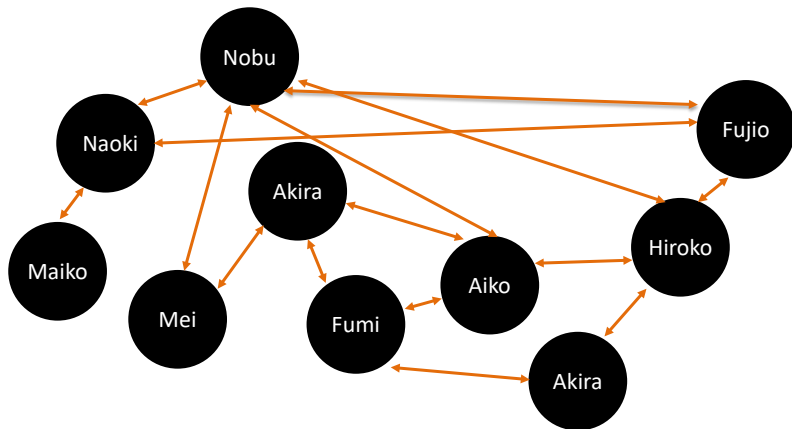 Nobu
Fujio
Naoki
Akira
Hiroko
Maiko
Aiko
Mei
Fumi
Akira